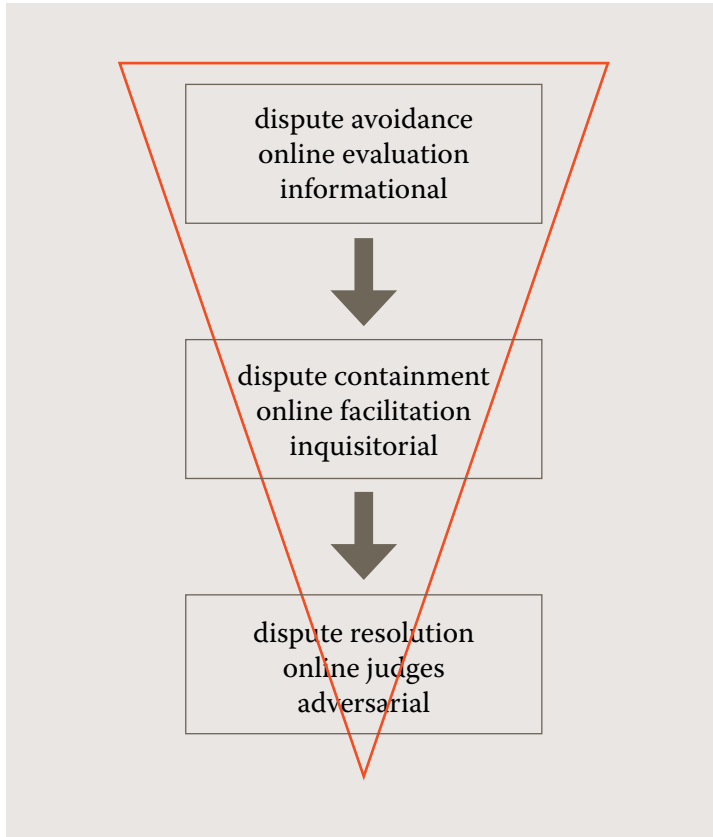 dispute avoidance
online evaluation
informational
dispute containment
online facilitation
inquisitorial
dispute resolution
online judges
adversarial